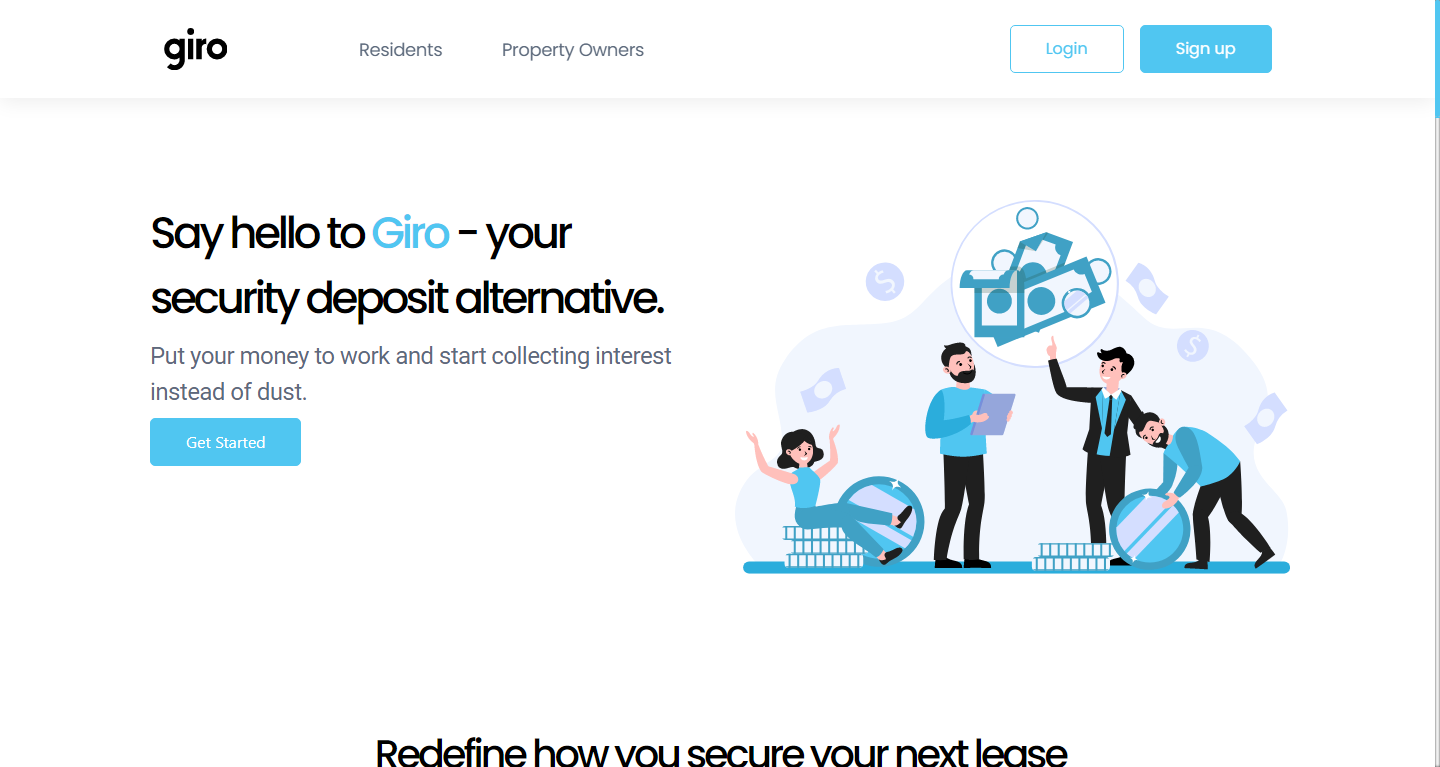 giro
Residents
Property Owners
Login
Sign up
Say hello to Giro - your
security deposit alternative.
Put your money to work and start collecting interest
instead of dust.
Get Started
Redefine how you secure your next lease